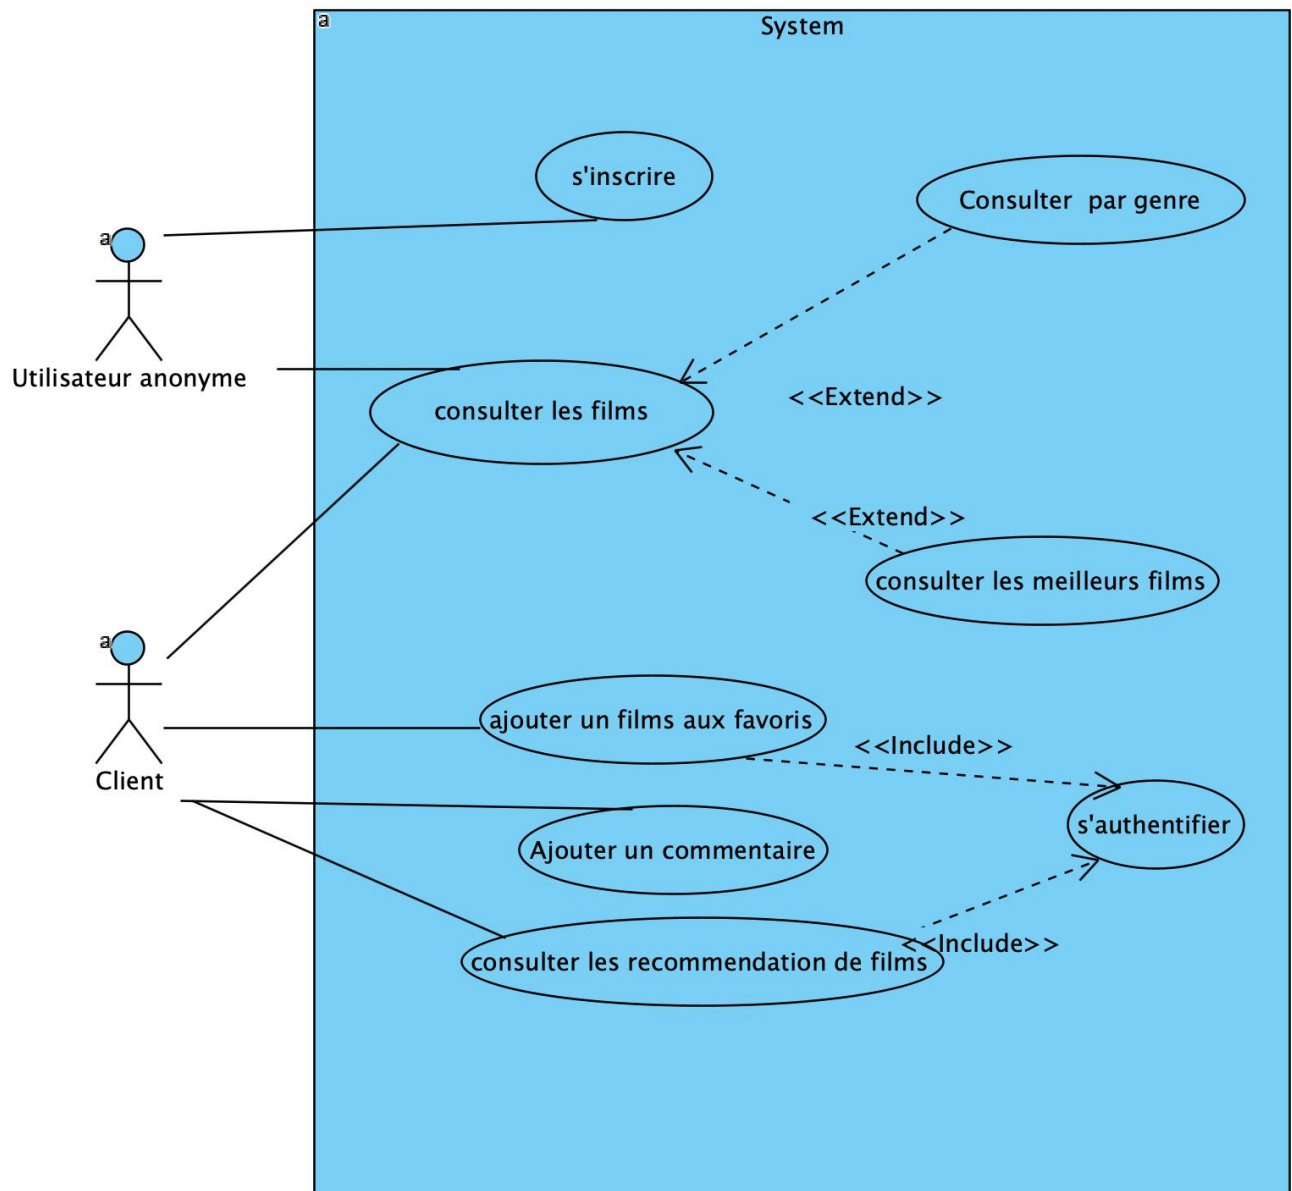 a
System
s'inscrire
Consulter  par genre
a
Utilisateur anonyme
consulter les films
<<Extend>>
<<Extend>>
consulter les meilleurs films
a
ajouter un films aux favoris
<<Include>>
Client
s'authentifier
Ajouter un commentaire
<<Include>>
consulter les recommendation de films